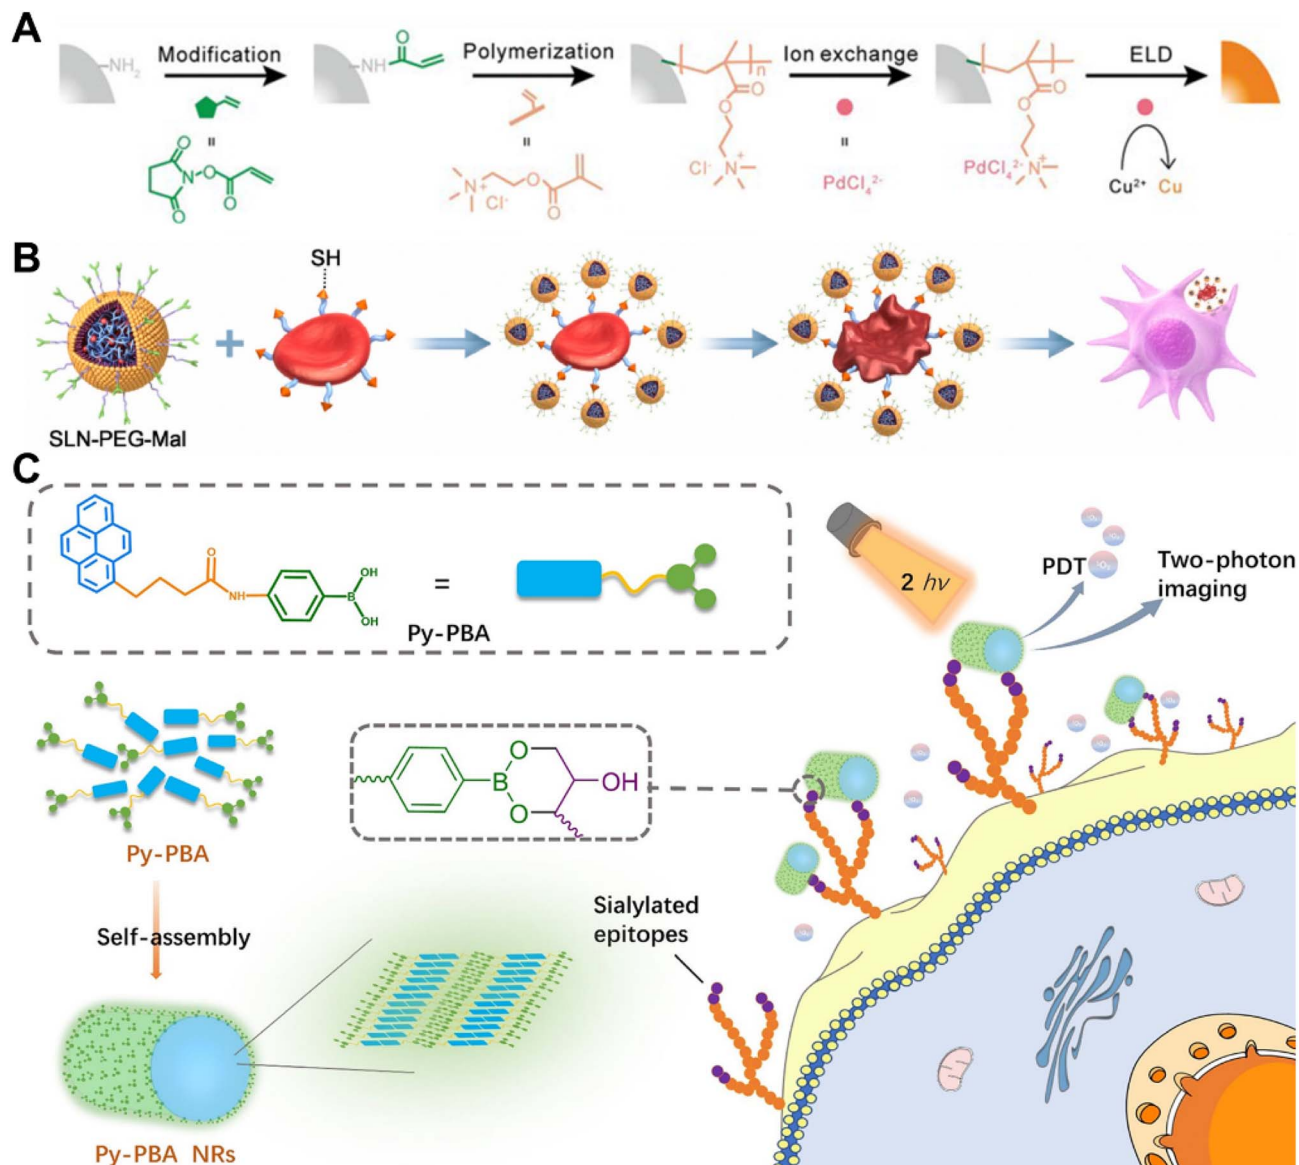 A
Modification
Polymerization
Ion exchange
ELD
NH₂
NH
O
n
O
O
N⁺
Cl⁻
n
O
O
N⁺
PdCl₄²⁻
=
=
=
O
N
O
O
O
N⁺
Cl⁻
O
O
PdCl₄²⁻
Cu²⁺ Cu
B
SH
+
SLN-PEG-Mal
C
O
NH
B
OH
OH
=
Py-PBA
2 hν
PDT
¹O₂
Two-photon
imaging
O
B
O
OH
Py-PBA
Self-assembly
Sialylated
epitopes
Py-PBA NRs